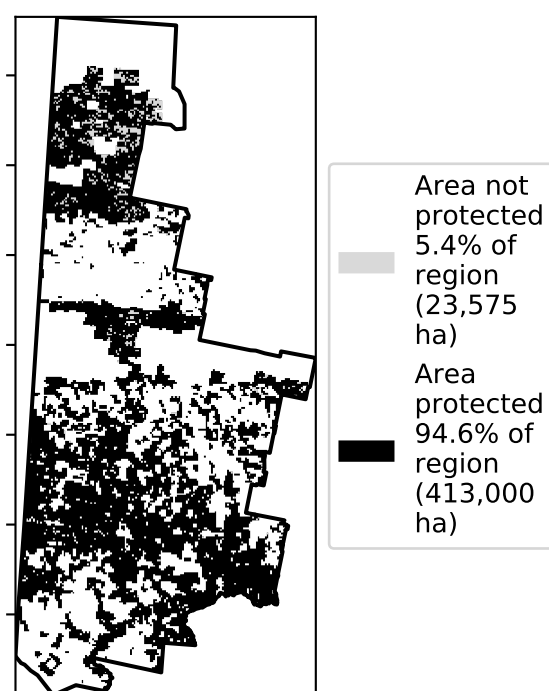 Area not
protected
5.4% of
region
(23,575
ha)
Area
protected
94.6% of
region
(413,000
ha)